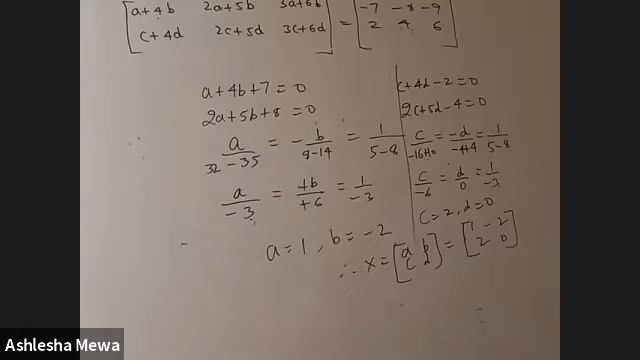 [a+4b 2a+5b 3a+6b] = [-7 -8 -9]
[c+4d 2c+5d 3c+6d] [2 4 6]
a+4b+7=0
2a+5b+8=0
a/(32-35) = -b/(8-14) = 1/(5-8)
a/-3 = +b/+6 = 1/-3
a=1, b=-2
c+4d-2=0
2c+5d-4=0
c/(-16+10) = -d/(-4+4) = 1/(5-8)
c/-6 = d/0 = 1/-3
c=2, d=0
∴ x = [a b / c d] = [1 -2 / 2 0]
Ashlesha Mewa